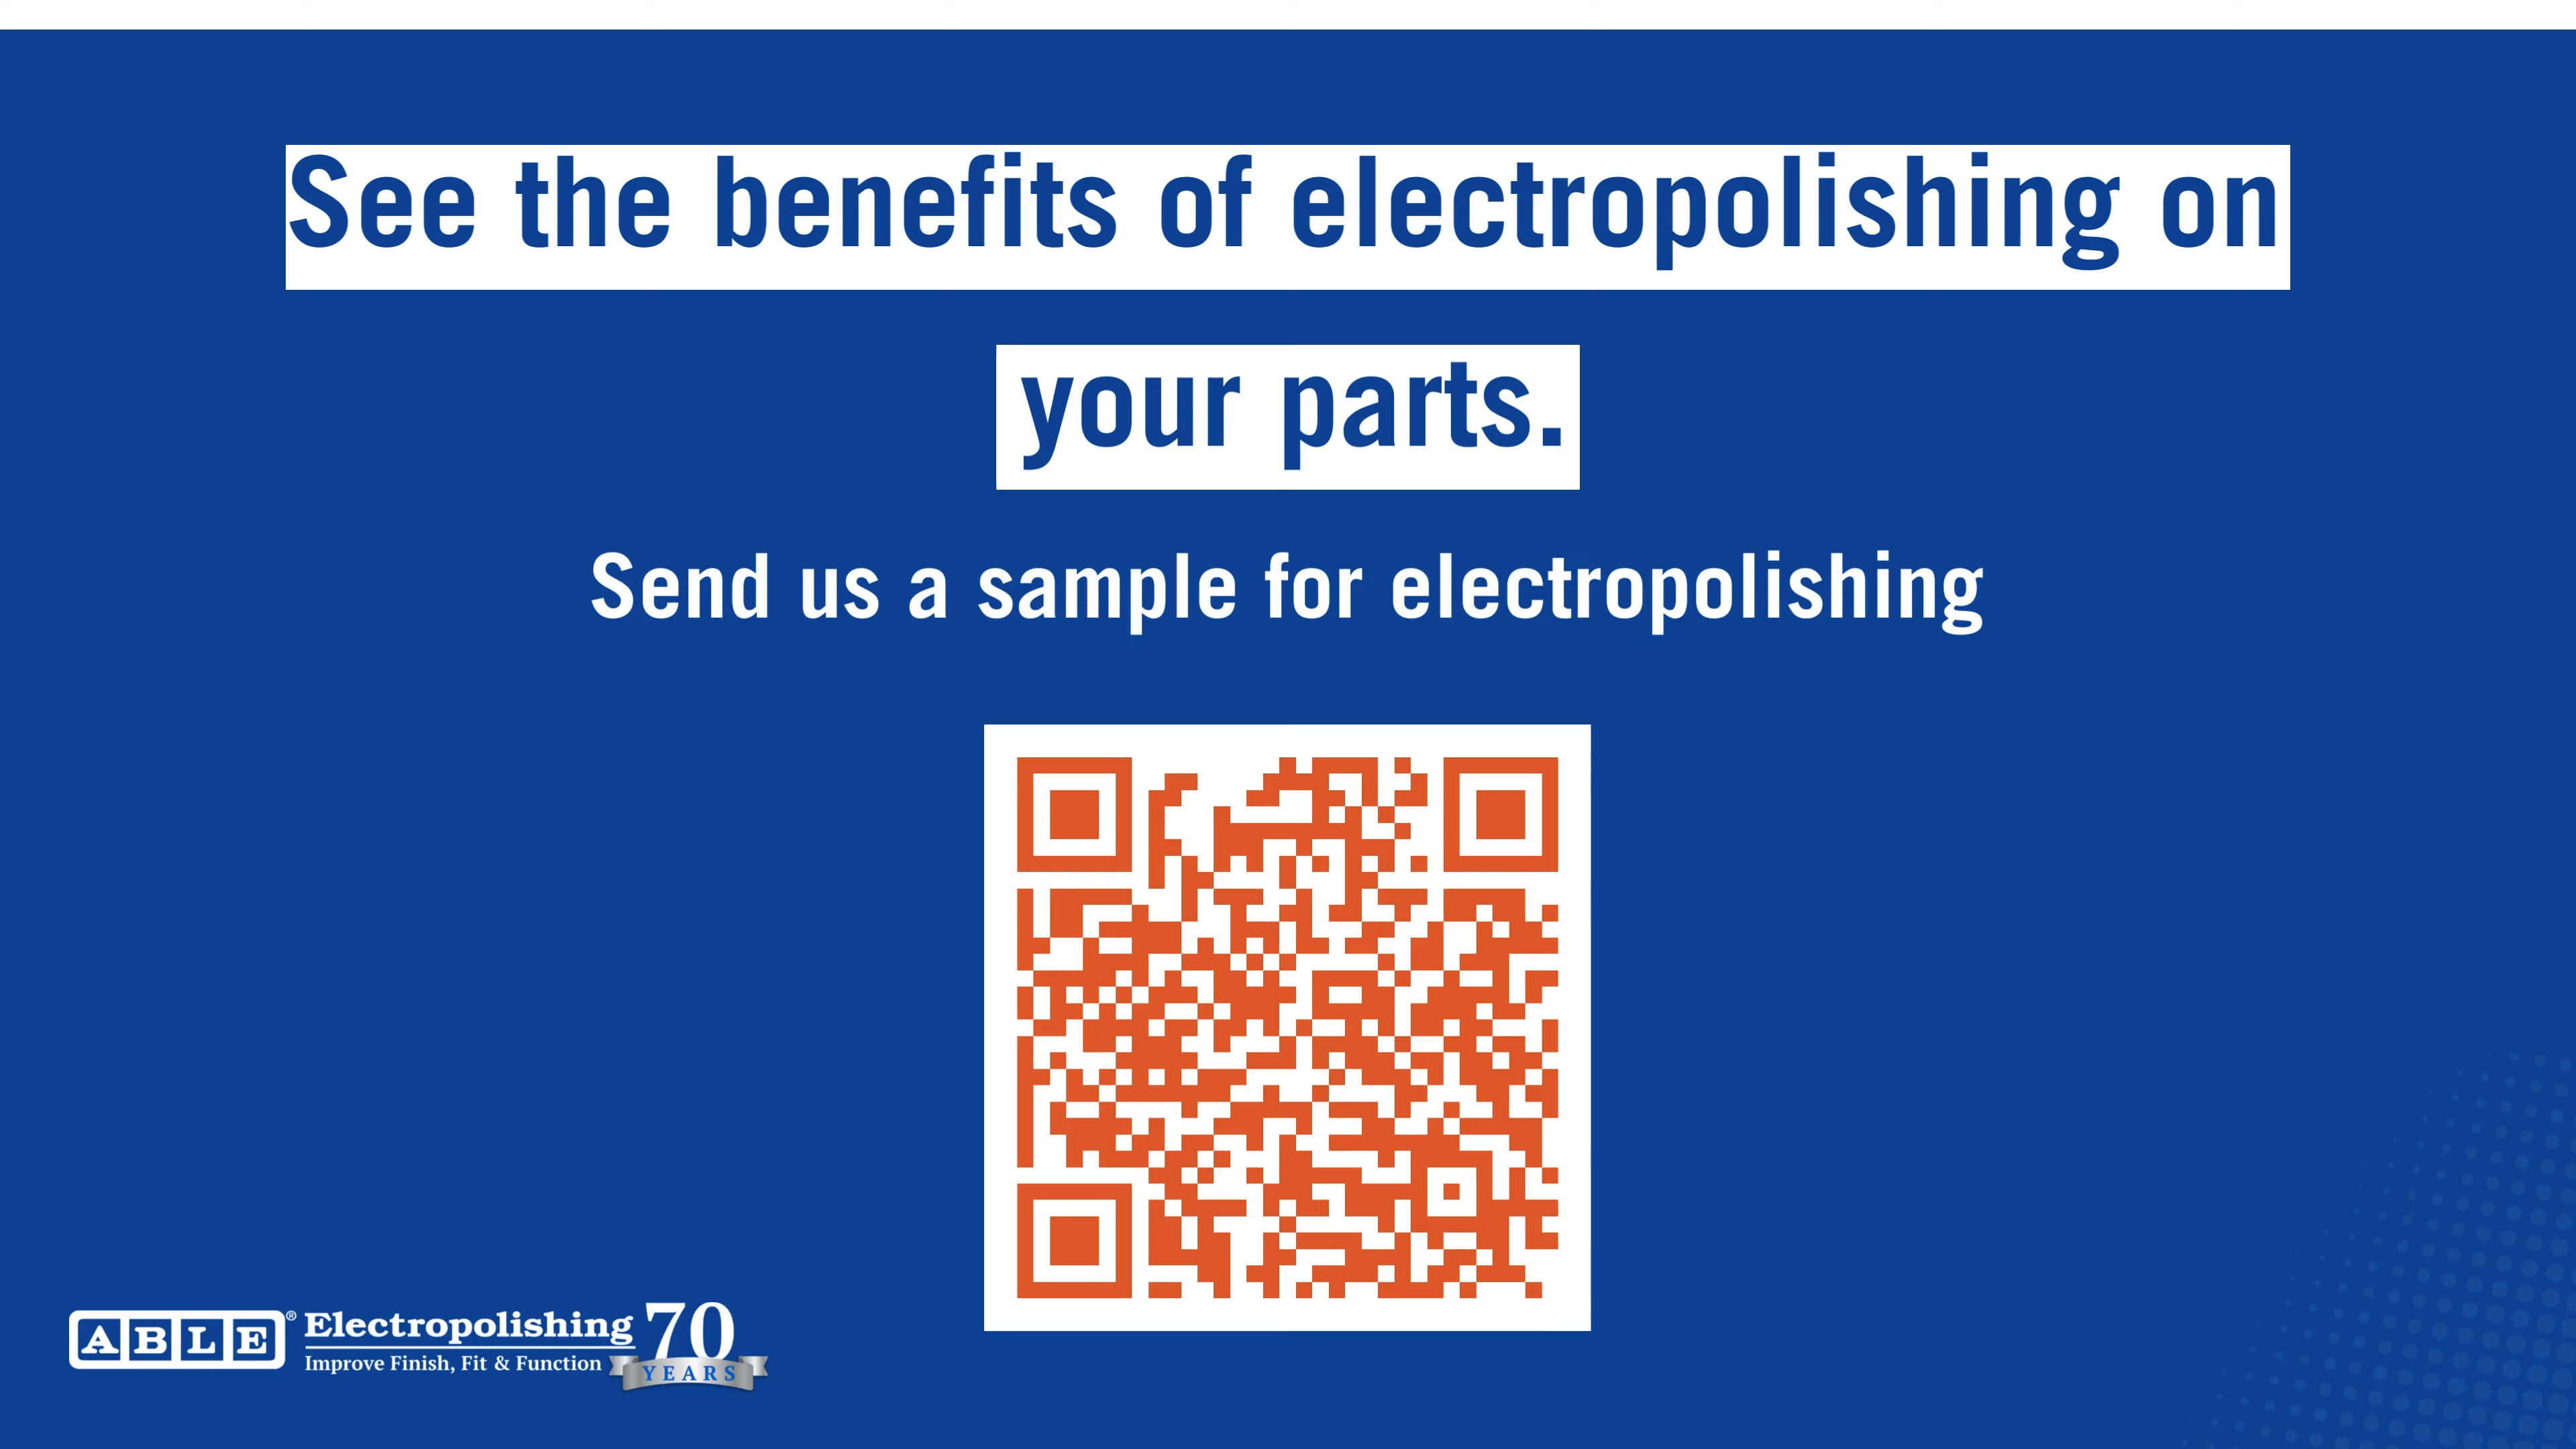 See the benefits of electropolishing on
your parts.
Send us a sample for electropolishing
ABLE® Electropolishing
Improve Finish, Fit & Function
70
YEARS